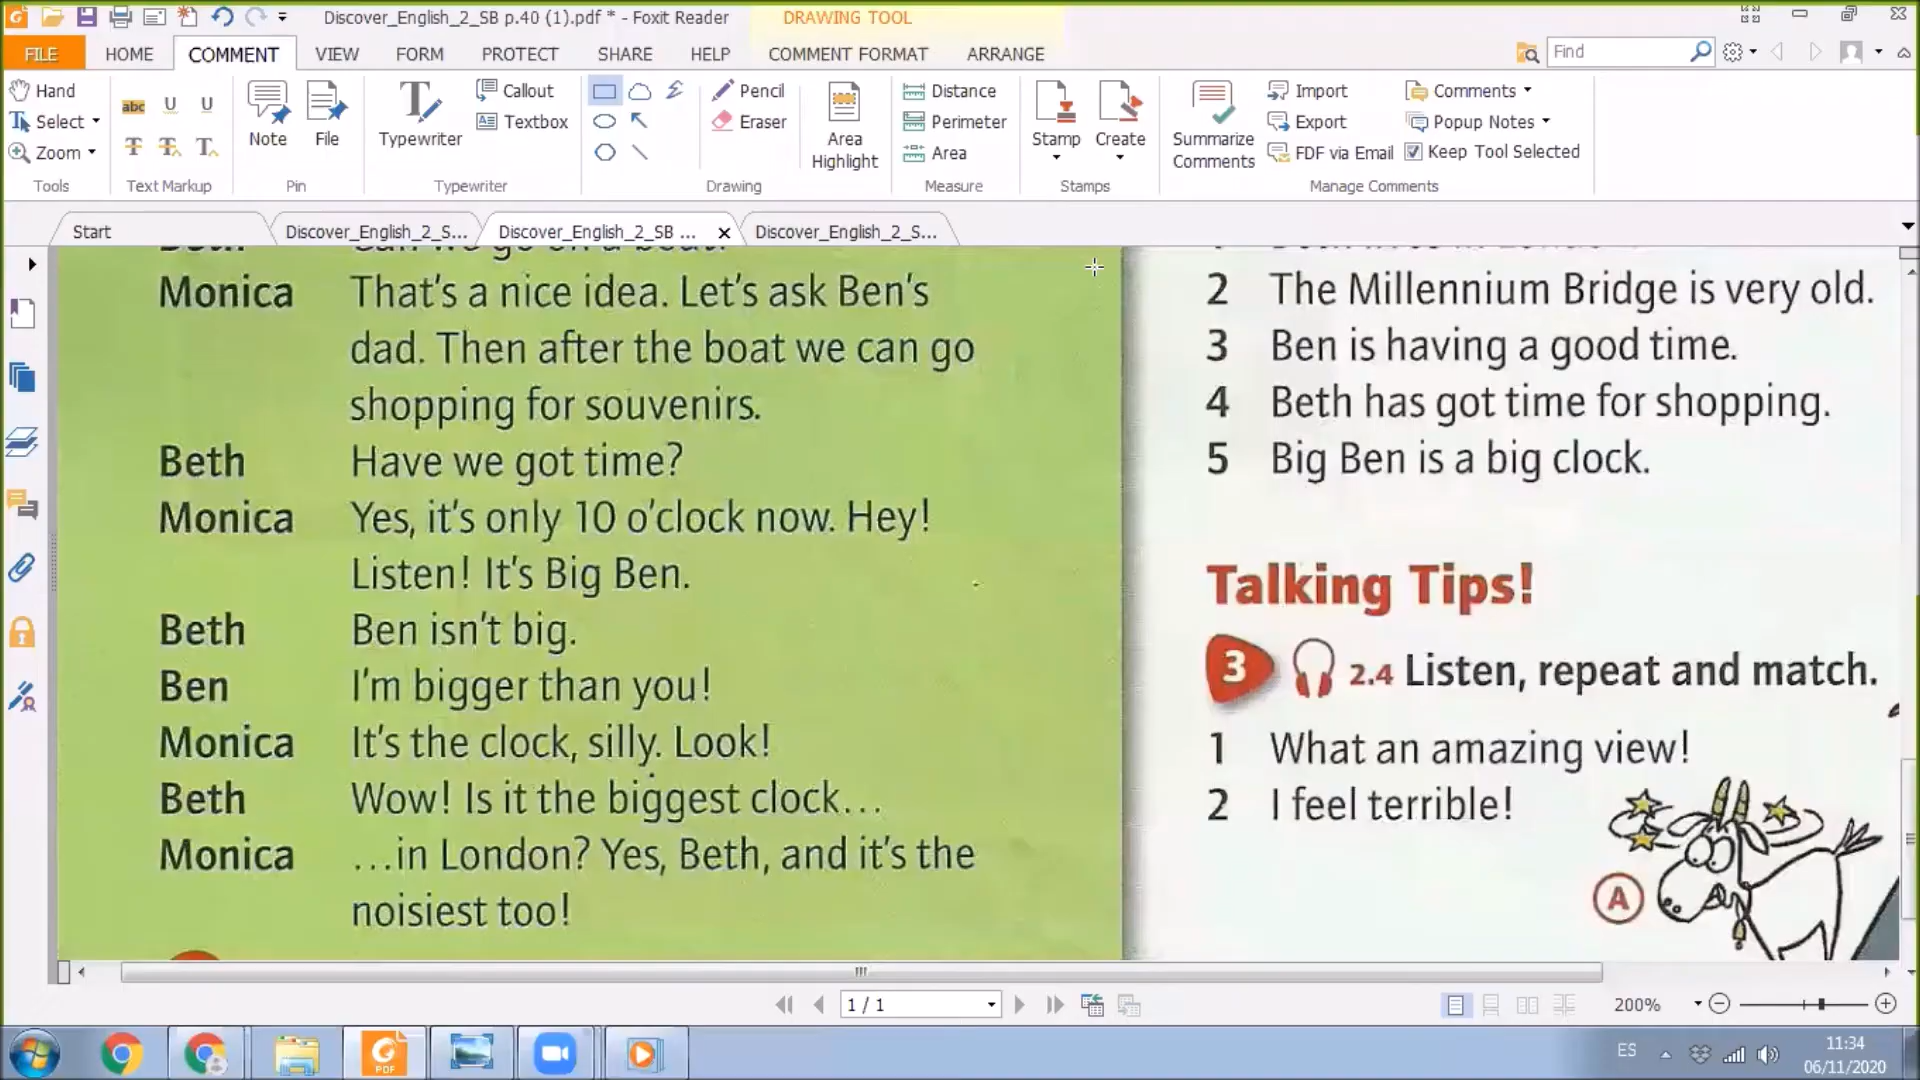 Discover_English_2_SB p.40 (1).pdf * - Foxit Reader
DRAWING TOOL
FILE HOME COMMENT VIEW FORM PROTECT SHARE HELP COMMENT FORMAT ARRANGE
Find
Hand
Select
Zoom
Tools
abc U U
T T T
Text Markup
Note
File
Pin
Typewriter
Callout
Textbox
Typewriter
Pencil
Eraser
Area Highlight
Drawing
Distance
Perimeter
Area
Measure
Stamp
Create
Stamps
Summarize Comments
Import
Export
FDF via Email
Comments
Popup Notes
Keep Tool Selected
Manage Comments
Start
Discover_English_2_S...
Discover_English_2_SB ...
Discover_English_2_S...
Monica That's a nice idea. Let's ask Ben's
dad. Then after the boat we can go
shopping for souvenirs.
Beth Have we got time?
Monica Yes, it's only 10 o'clock now. Hey!
Listen! It's Big Ben.
Beth Ben isn't big.
Ben I'm bigger than you!
Monica It's the clock, silly. Look!
Beth Wow! Is it the biggest clock...
Monica ...in London? Yes, Beth, and it's the
noisiest too!
2 The Millennium Bridge is very old.
3 Ben is having a good time.
4 Beth has got time for shopping.
5 Big Ben is a big clock.
Talking Tips!
3 2.4 Listen, repeat and match.
1 What an amazing view!
2 I feel terrible!
A
1 / 1
200%
PDF
ES
11:34
06/11/2020